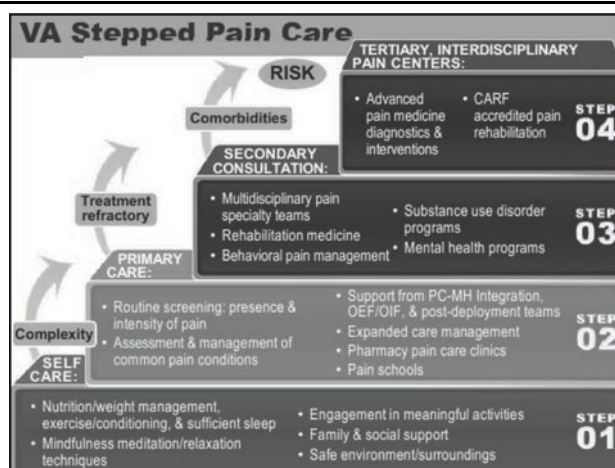 VA Stepped Pain Care
TERTIARY, INTERDISCIPLINARY
PAIN CENTERS:
RISK
• Advanced
pain medicine
diagnostics &
interventions
• CARF
accredited pain
rehabilitation
STEP
04
Comorbidities
SECONDARY
CONSULTATION:
• Multidisciplinary pain
specialty teams
• Rehabilitation medicine
• Behavioral pain management
• Substance use disorder
programs
• Mental health programs
STEP
03
Treatment
refractory
PRIMARY
CARE:
• Routine screening: presence &
intensity of pain
• Assessment & management of
common pain conditions
• Support from PC-MH Integration,
OEF/OIF, & post-deployment teams
• Expanded care management
• Pharmacy pain care clinics
• Pain schools
STEP
02
Complexity
SELF
CARE:
• Nutrition/weight management,
exercise/conditioning, & sufficient sleep
• Mindfulness meditation/relaxation
techniques
• Engagement in meaningful activities
• Family & social support
• Safe environment/surroundings
STEP
01